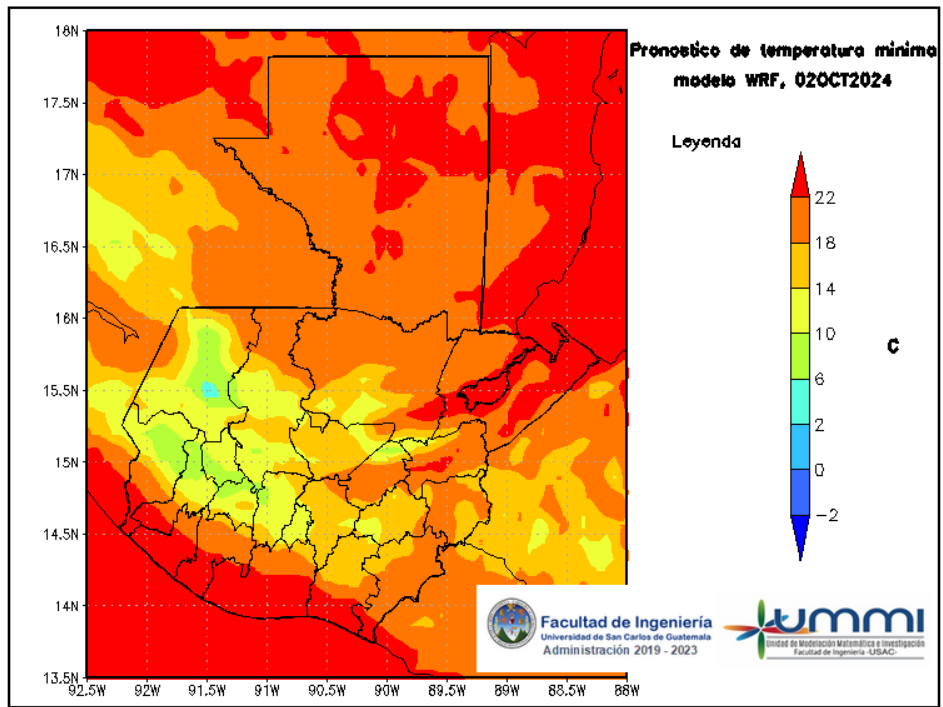 Pronostico de temperatura minima
modelo WRF, 02OCT2024
Leyenda
22
18
14
10
6
2
0
-2
C
18N
17.5N
17N
16.5N
16N
15.5N
15N
14.5N
14N
13.5N
92.5W 92W 91.5W 91W 90.5W 90W 89.5W 89W 88.5W 88W
Facultad de Ingeniería
Universidad de San Carlos de Guatemala
Administración 2019 - 2023
UMMI
Unidad de Modelación Matemática e Investigación
Facultad de Ingeniería -USAC-